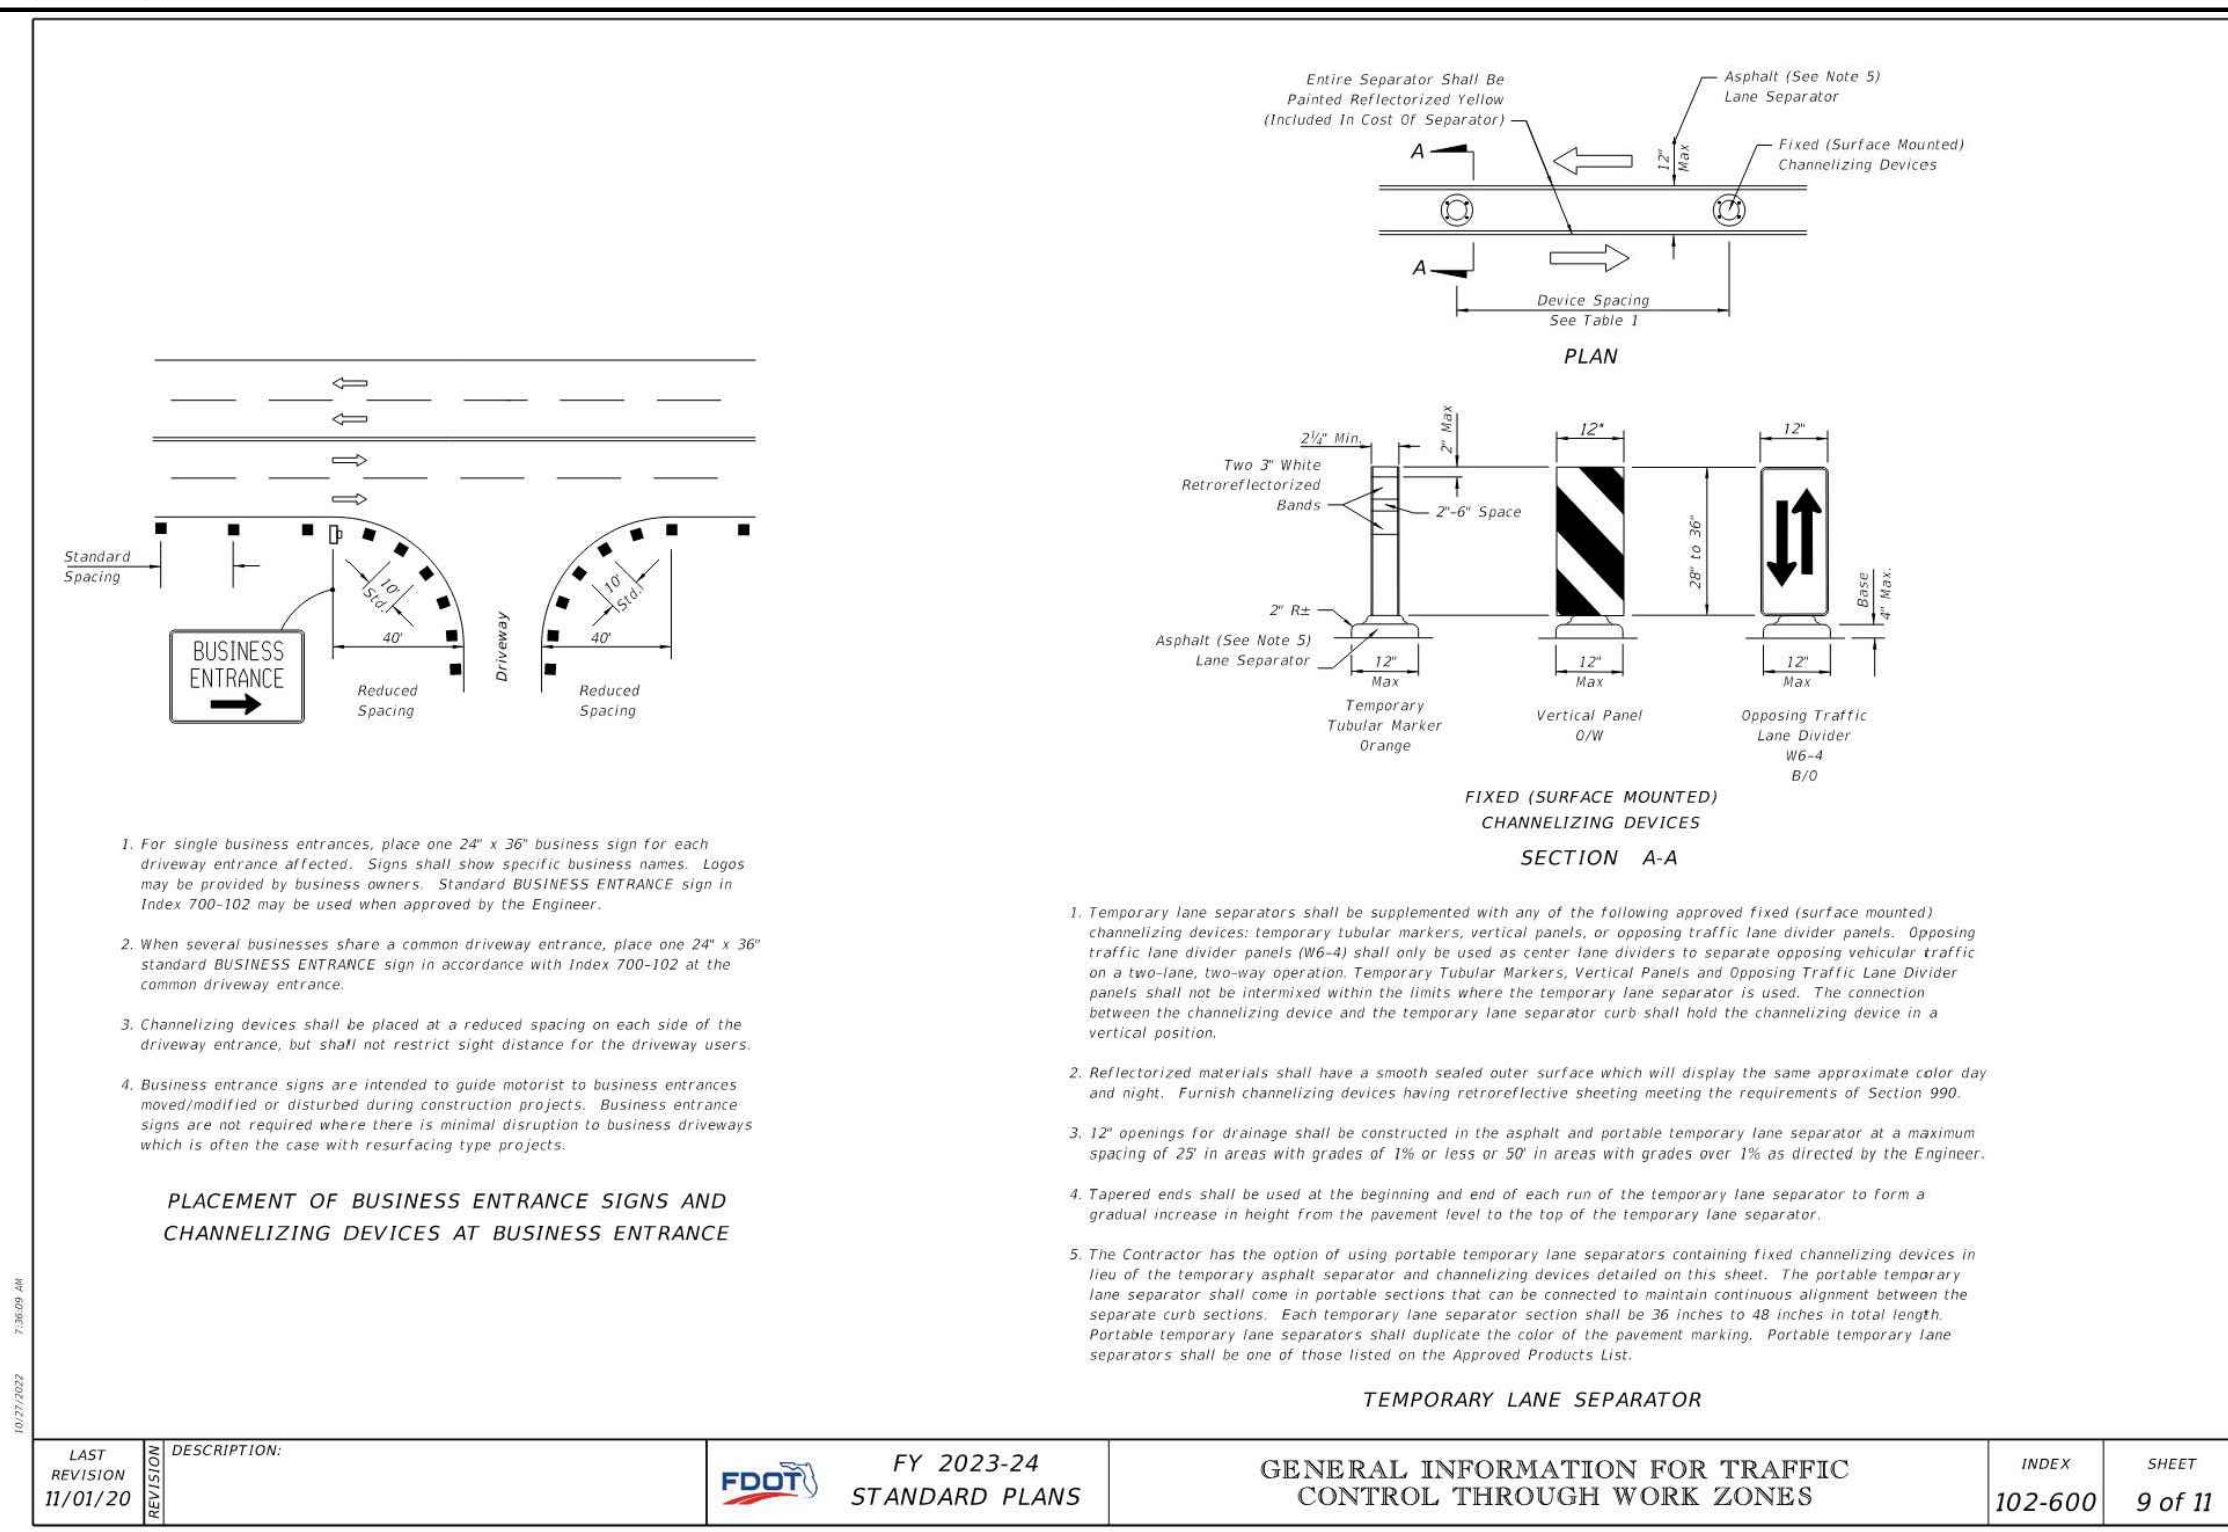 Standard
Spacing
BUSINESS
ENTRANCE
10'
Std.
40'
Reduced
Spacing
Driveway
10'
Std.
40'
Reduced
Spacing
1. For single business entrances, place one 24" x 36" business sign for each
driveway entrance affected. Signs shall show specific business names. Logos
may be provided by business owners. Standard BUSINESS ENTRANCE sign in
Index 700-102 may be used when approved by the Engineer.
2. When several businesses share a common driveway entrance, place one 24" x 36"
standard BUSINESS ENTRANCE sign in accordance with Index 700-102 at the
common driveway entrance.
3. Channelizing devices shall be placed at a reduced spacing on each side of the
driveway entrance, but shall not restrict sight distance for the driveway users.
4. Business entrance signs are intended to guide motorist to business entrances
moved/modified or disturbed during construction projects. Business entrance
signs are not required where there is minimal disruption to business driveways
which is often the case with resurfacing type projects.
PLACEMENT OF BUSINESS ENTRANCE SIGNS AND
CHANNELIZING DEVICES AT BUSINESS ENTRANCE
Entire Separator Shall Be
Painted Reflectorized Yellow
(Included In Cost Of Separator)
Asphalt (See Note 5)
Lane Separator
Fixed (Surface Mounted)
Channelizing Devices
12"
Max
A
A
Device Spacing
See Table 1
PLAN
2¼" Min.
2" Max
Two 3" White
Retroreflectorized
Bands
2"-6" Space
2" R±
Asphalt (See Note 5)
Lane Separator
12"
Max
Temporary
Tubular Marker
Orange
12"
28" to 36"
12"
Max
Vertical Panel
O/W
12"
Base
4" Max.
12"
Max
Opposing Traffic
Lane Divider
W6-4
B/O
FIXED (SURFACE MOUNTED)
CHANNELIZING DEVICES
SECTION A-A
1. Temporary lane separators shall be supplemented with any of the following approved fixed (surface mounted)
channelizing devices: temporary tubular markers, vertical panels, or opposing traffic lane divider panels. Opposing
traffic lane divider panels (W6-4) shall only be used as center lane dividers to separate opposing vehicular traffic
on a two-lane, two-way operation. Temporary Tubular Markers, Vertical Panels and Opposing Traffic Lane Divider
panels shall not be intermixed within the limits where the temporary lane separator is used. The connection
between the channelizing device and the temporary lane separator curb shall hold the channelizing device in a
vertical position.
2. Reflectorized materials shall have a smooth sealed outer surface which will display the same approximate color day
and night. Furnish channelizing devices having retroreflective sheeting meeting the requirements of Section 990.
3. 12" openings for drainage shall be constructed in the asphalt and portable temporary lane separator at a maximum
spacing of 25' in areas with grades of 1% or less or 50' in areas with grades over 1% as directed by the Engineer.
4. Tapered ends shall be used at the beginning and end of each run of the temporary lane separator to form a
gradual increase in height from the pavement level to the top of the temporary lane separator.
5. The Contractor has the option of using portable temporary lane separators containing fixed channelizing devices in
lieu of the temporary asphalt separator and channelizing devices detailed on this sheet. The portable temporary
lane separator shall come in portable sections that can be connected to maintain continuous alignment between the
separate curb sections. Each temporary lane separator section shall be 36 inches to 48 inches in total length.
Portable temporary lane separators shall duplicate the color of the pavement marking. Portable temporary lane
separators shall be one of those listed on the Approved Products List.
TEMPORARY LANE SEPARATOR
10/27/2022 7:36:09 AM
LAST
REVISION
11/01/20
REVISION
DESCRIPTION:
FDOT
FY 2023-24
STANDARD PLANS
GENERAL INFORMATION FOR TRAFFIC
CONTROL THROUGH WORK ZONES
INDEX
102-600
SHEET
9 of 11